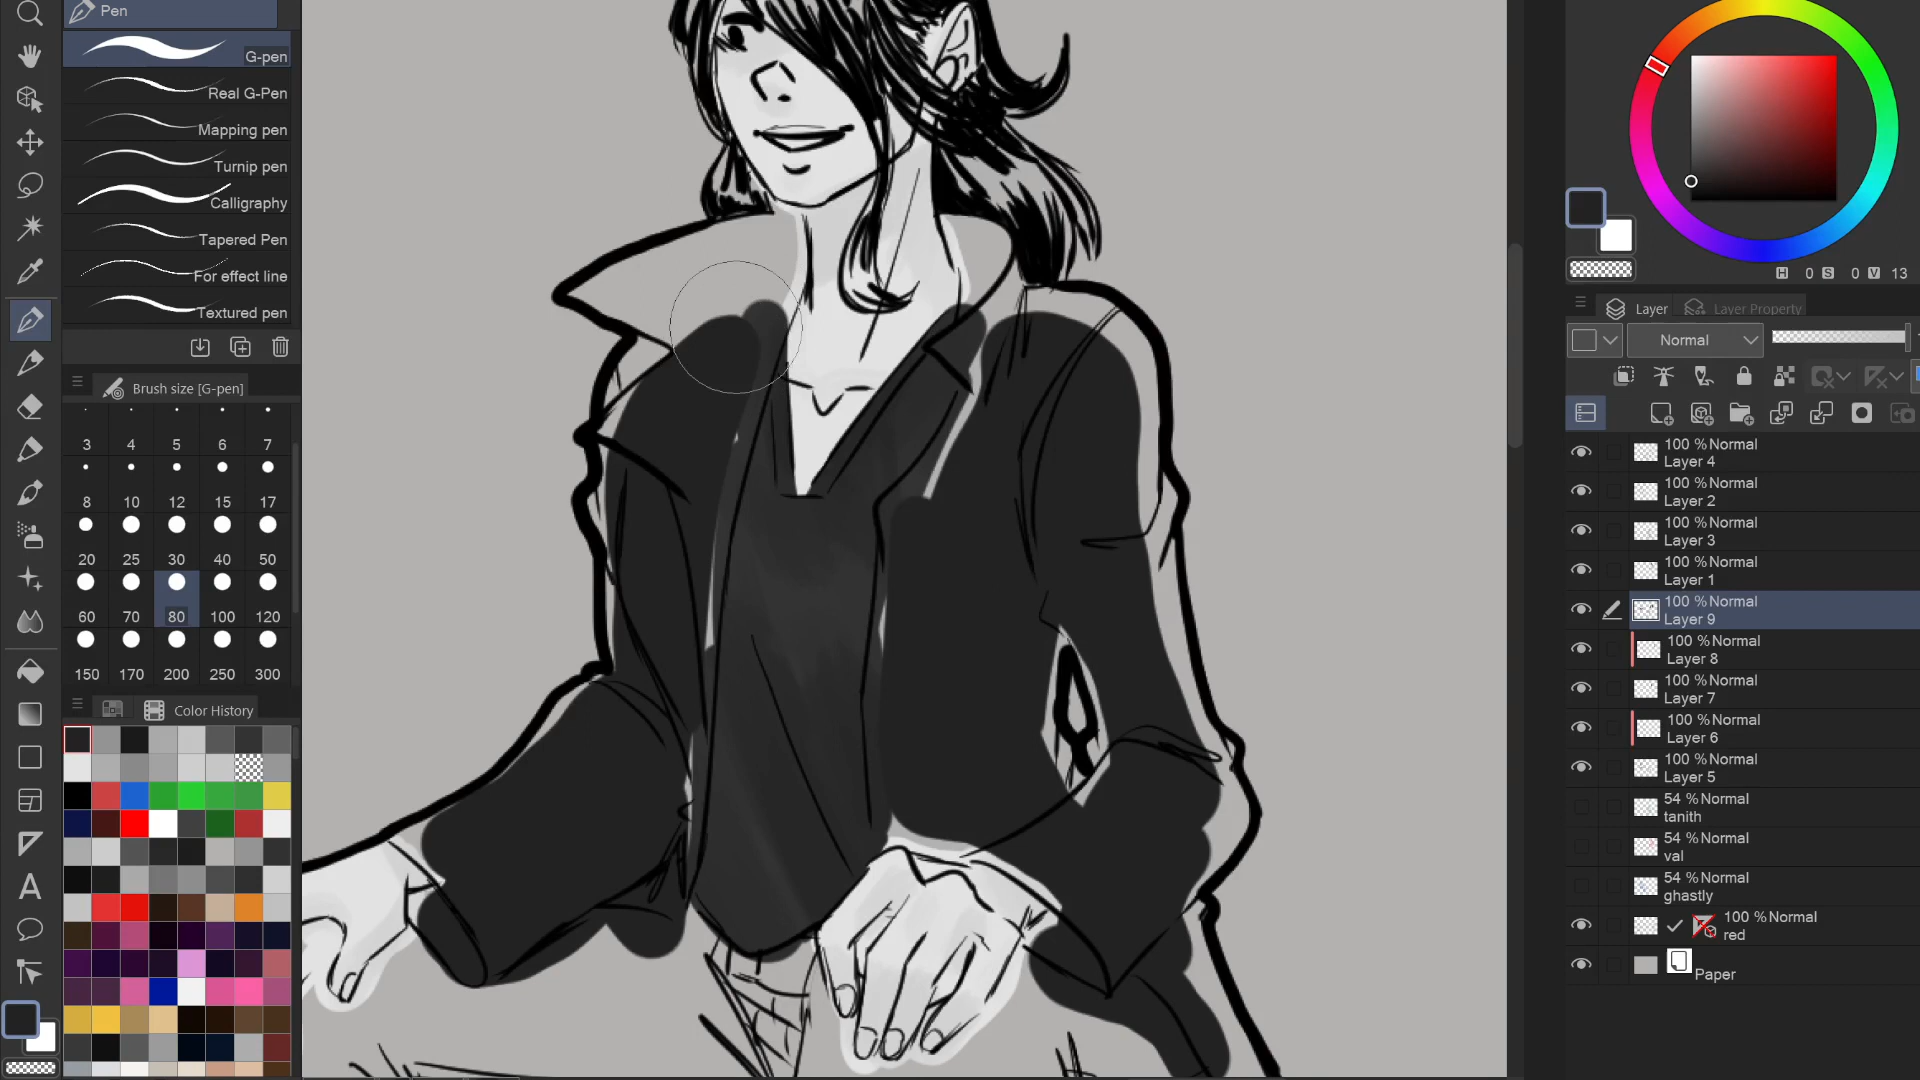 Pen
G-pen
Real G-Pen
Mapping pen
Turnip pen
Calligraphy
Tapered Pen
For effect line
Textured pen
Brush size [G-pen]
3 4 5 6 7
8 10 12 15 17
20 25 30 40 50
60 70 80 100 120
150 170 200 250 300
Color History
H 0 S 0 V 13
Layer Layer Property
Normal
100 %Normal
Layer 4
100 %Normal
Layer 2
100 %Normal
Layer 3
100 %Normal
Layer 1
100 %Normal
Layer 9
100 %Normal
Layer 8
100 %Normal
Layer 7
100 %Normal
Layer 6
100 %Normal
Layer 5
54 %Normal
tanith
54 %Normal
val
54 %Normal
ghastly
100 %Normal
red
Paper